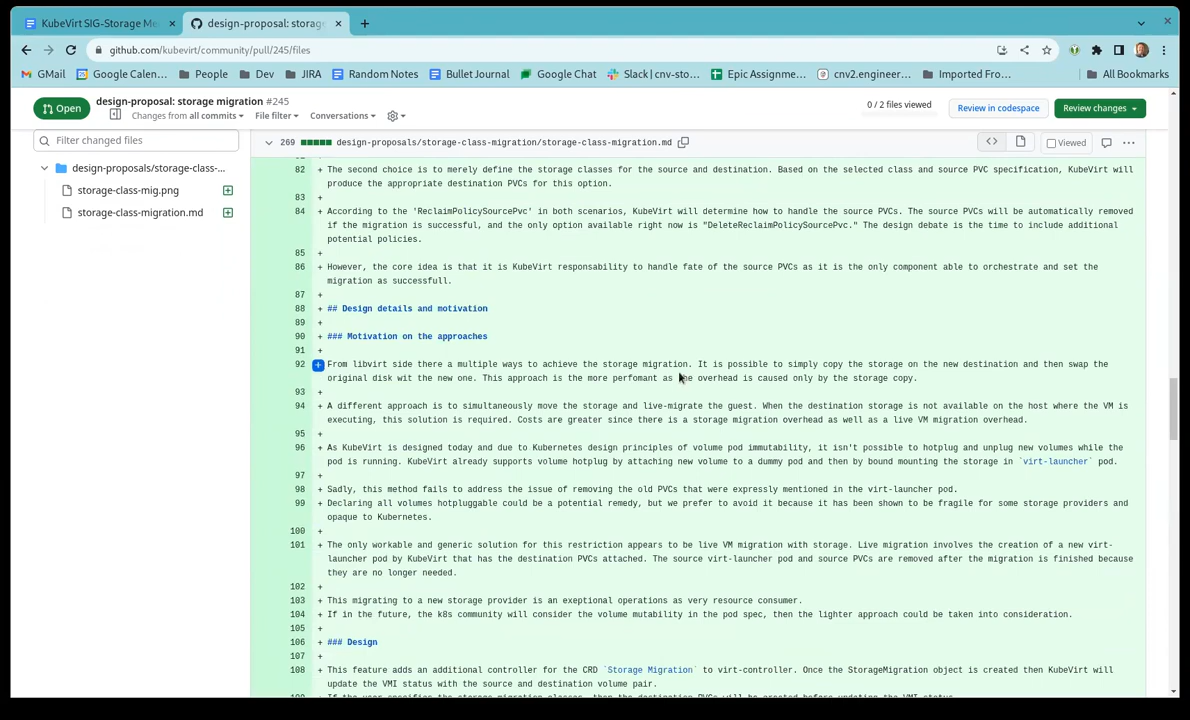 KubeVirt SIG-Storage Me
design-proposal: storag
github.com/kubevirt/community/pull/245/files
GMail
Google Calen...
People
Dev
JIRA
Random Notes
Bullet Journal
Google Chat
Slack | cnv-sto...
Epic Assignme...
cnv2.engineer...
Imported Fro...
All Bookmarks
Open
design-proposal: storage migration #245
Changes from all commits
File filter
Conversations
0 / 2 files viewed
Review in codespace
Review changes
Filter changed files
design-proposals/storage-class-...
storage-class-mig.png
storage-class-migration.md
269 design-proposals/storage-class-migration/storage-class-migration.md
Viewed
82 + The second choice is to merely define the storage classes for the source and destination. Based on the selected class and source PVC specification, KubeVirt will
produce the appropriate destination PVCs for this option.
83 +
84 + According to the 'ReclaimPolicySourcePvc' in both scenarios, KubeVirt will determine how to handle the source PVCs. The source PVCs will be automatically removed
if the migration is successful, and the only option available right now is "DeleteReclaimPolicySourcePvc." The design debate is the time to include additional
potential policies.
85 +
86 + However, the core idea is that it is KubeVirt responsability to handle fate of the source PVCs as it is the only component able to orchestrate and set the
migration as successfull.
87 +
88 + ## Design details and motivation
89 +
90 + ### Motivation on the approaches
91 +
92 + From libvirt side there a multiple ways to achieve the storage migration. It is possible to simply copy the storage on the new destination and then swap the
original disk wit the new one. This approach is the more perfomant as the overhead is caused only by the storage copy.
93 +
94 + A different approach is to simultaneously move the storage and live-migrate the guest. When the destination storage is not available on the host where the VM is
executing, this solution is required. Costs are greater since there is a storage migration overhead as well as a live VM migration overhead.
95 +
96 + As KubeVirt is designed today and due to Kubernetes design principles of volume pod immutability, it isn't possible to hotplug and unplug new volumes while the
pod is running. KubeVirt already supports volume hotplug by attaching new volume to a dummy pod and then by bound mounting the storage in `virt-launcher` pod.
97 +
98 + Sadly, this method fails to address the issue of removing the old PVCs that were expressly mentioned in the virt-launcher pod.
99 + Declaring all volumes hotpluggable could be a potential remedy, but we prefer to avoid it because it has been shown to be fragile for some storage providers and
opaque to Kubernetes.
100 +
101 + The only workable and generic solution for this restriction appears to be live VM migration with storage. Live migration involves the creation of a new virt-
launcher pod by KubeVirt that has the destination PVCs attached. The source virt-launcher pod and source PVCs are removed after the migration is finished because
they are no longer needed.
102 +
103 + This migrating to a new storage provider is an exeptional operations as very resource consumer.
104 + If in the future, the k8s community will consider the volume mutability in the pod spec, then the lighter approach could be taken into consideration.
105 +
106 + ### Design
107 +
108 + This feature adds an additional controller for the CRD `Storage Migration` to virt-controller. Once the StorageMigration object is created then KubeVirt will
update the VMI status with the source and destination volume pair.